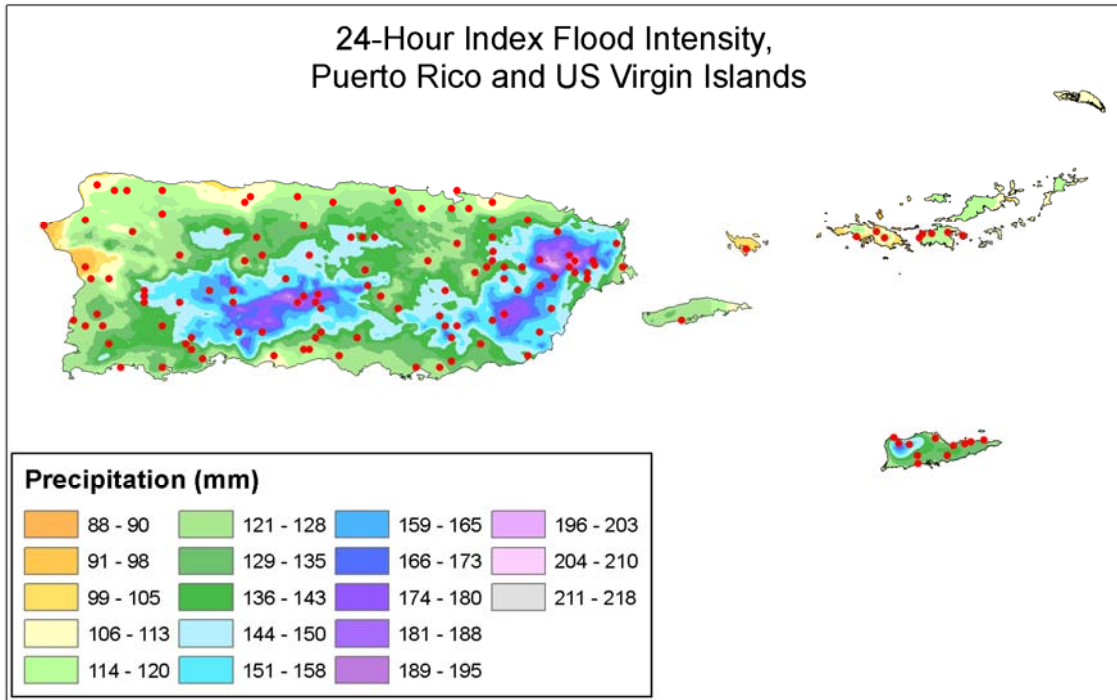 24-Hour Index Flood Intensity,
Puerto Rico and US Virgin Islands
Precipitation (mm)
88 - 90
91 - 98
99 - 105
106 - 113
114 - 120
121 - 128
129 - 135
136 - 143
144 - 150
151 - 158
159 - 165
166 - 173
174 - 180
181 - 188
189 - 195
196 - 203
204 - 210
211 - 218